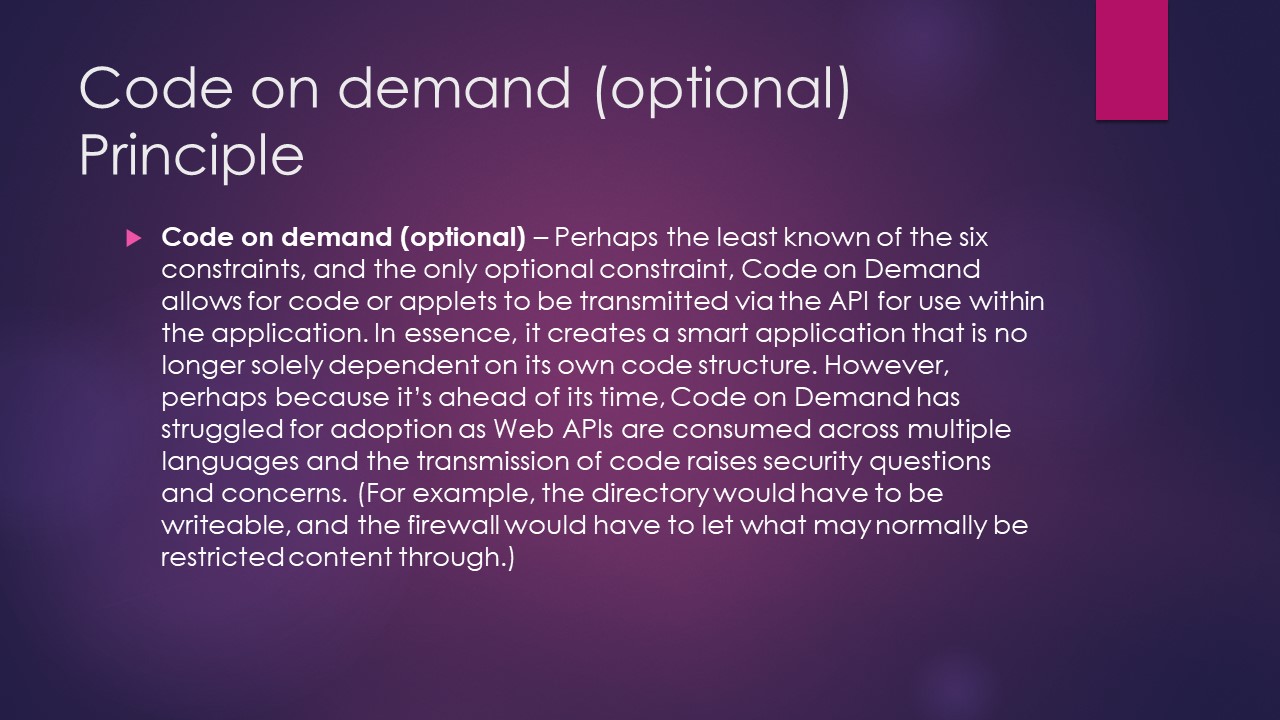 Code on demand (optional)
Principle
Code on demand (optional) – Perhaps the least known of the six
constraints, and the only optional constraint, Code on Demand
allows for code or applets to be transmitted via the API for use within
the application. In essence, it creates a smart application that is no
longer solely dependent on its own code structure. However,
perhaps because it’s ahead of its time, Code on Demand has
struggled for adoption as Web APIs are consumed across multiple
languages and the transmission of code raises security questions
and concerns. (For example, the directory would have to be
writeable, and the firewall would have to let what may normally be
restricted content through.)